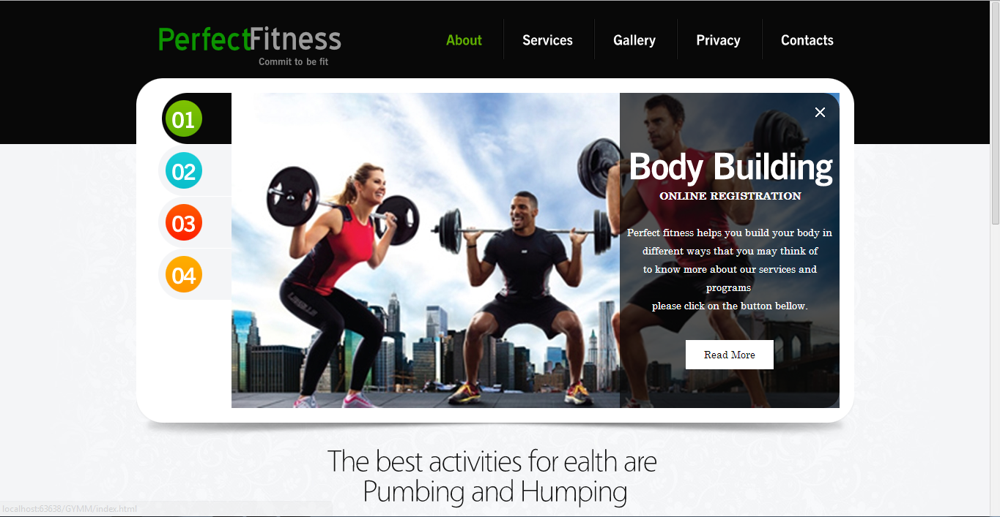 PerfectFitness
Commit to be fit
About Services Gallery Privacy Contacts
01
02
03
04
Body Building
ONLINE REGISTRATION
Perfect fitness helps you build your body in
different ways that you may think of
to know more about our services and
programs
please click on the button bellow.
Read More
The best activities for ealth are
Pumbing and Humping
localhost:63638/GYMM/index.html